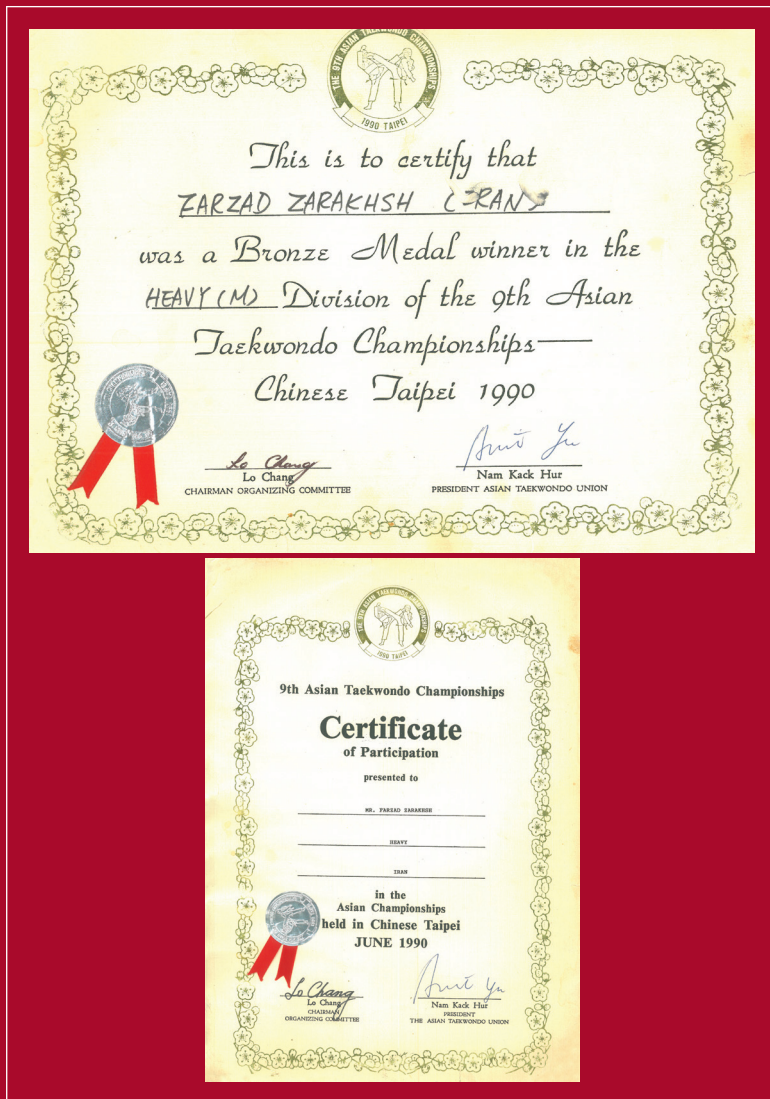 THE 9TH ASIAN TAEKWONDO CHAMPIONSHIPS
1990 TAIPEI
This is to certify that
ZARZAD ZARAKHSH (IRAN)
was a Bronze Medal winner in the
HEAVY (M) Division of the 9th Asian
Taekwondo Championships—
Chinese Taipei 1990
Lo Chang
Lo Chang
CHAIRMAN ORGANIZING COMMITTEE
Nam Kack Hur
PRESIDENT ASIAN TAEKWONDO UNION
THE 9TH ASIAN TAEKWONDO CHAMPIONSHIPS
1990 TAIPEI
9th Asian Taekwondo Championships
Certificate
of Participation
presented to
MR. FARZAD ZARAKHSH
HEAVY
IRAN
in the
Asian Championships
held in Chinese Taipei
JUNE 1990
Lo Chang
Lo Chang
CHAIRMAN
ORGANIZING COMMITTEE
Nam Kack Hur
PRESIDENT
THE ASIAN TAEKWONDO UNION